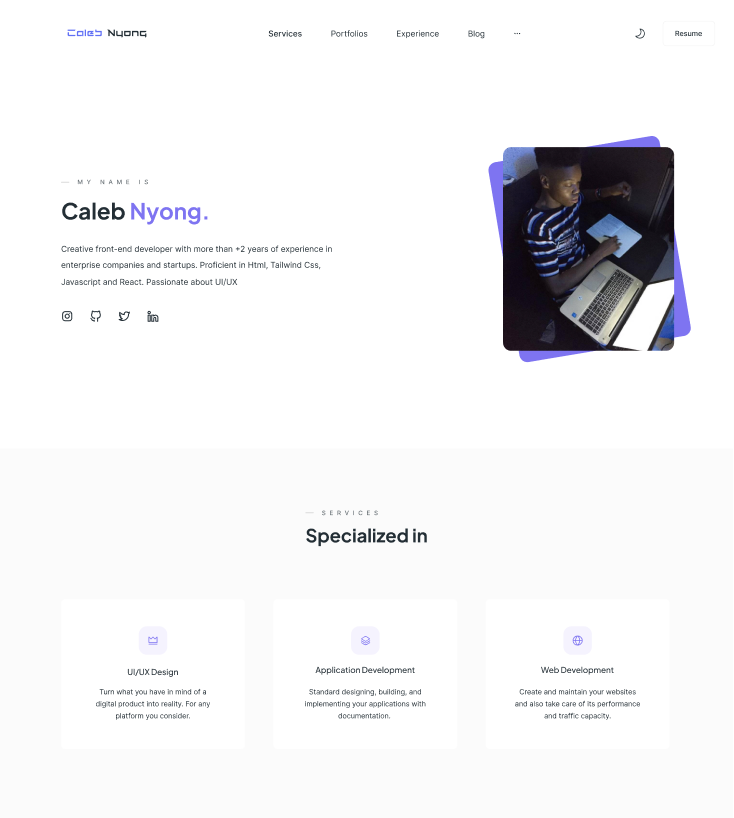 Caleb Nyong
Services
Portfolios
Experience
Blog
...
Resume
— MY NAME IS
Caleb Nyong.
Creative front-end developer with more than +2 years of experience in
enterprise companies and startups. Proficient in Html, Tailwind Css,
Javascript and React. Passionate about UI/UX
— SERVICES
Specialized in
UI/UX Design
Turn what you have in mind of a
digital product into reality. For any
platform you consider.
Application Development
Standard designing, building, and
implementing your applications with
documentation.
Web Development
Create and maintain your websites
and also take care of its performance
and traffic capacity.